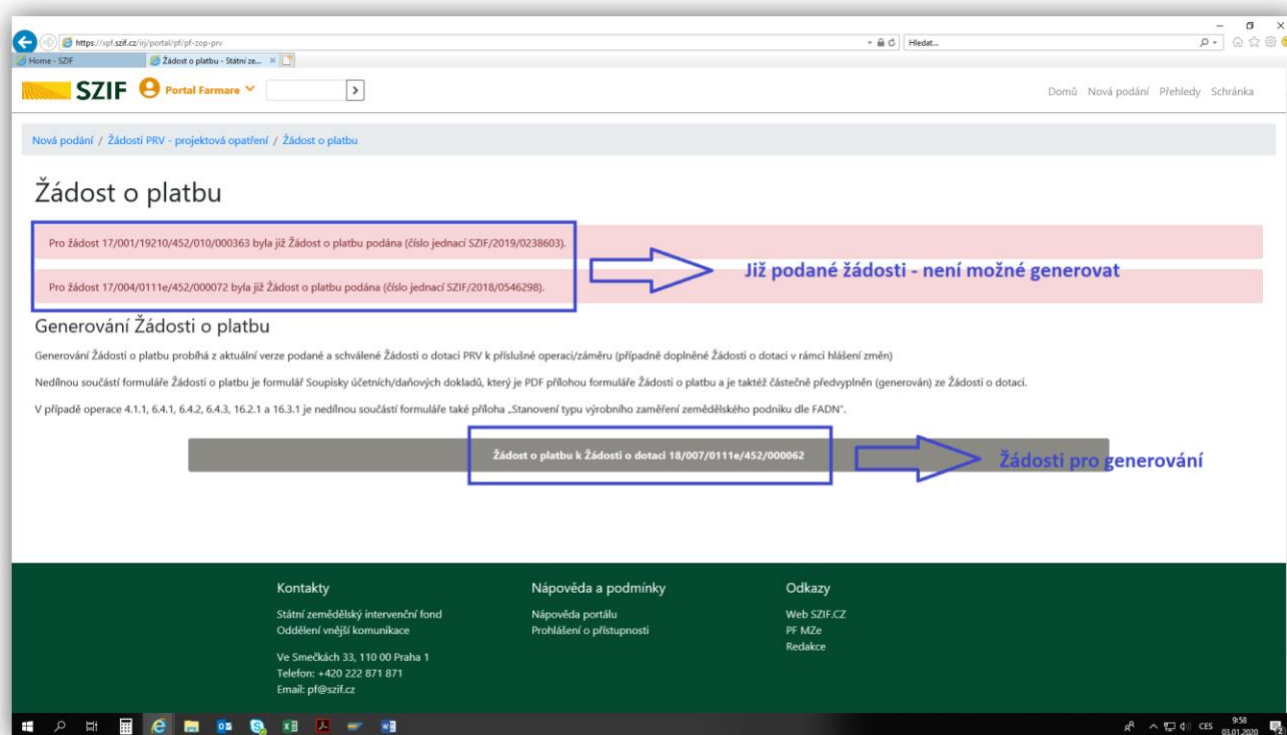 https://xpf.szif.cz/irj/portal/pf/pf-zop-prv
Hledat...
Home - SZIF
Žádost o platbu - Státní ze...
SZIF Portal Farmáře
Domů Nová podání Přehledy Schránka
Nová podání / Žádosti PRV - projektová opatření / Žádost o platbu
Žádost o platbu
Pro žádost 17/001/19210/452/010/000363 byla již Žádost o platbu podána (číslo jednací SZIF/2019/0238603).
Již podané žádosti - není možné generovat
Pro žádost 17/004/0111e/452/000072 byla již Žádost o platbu podána (číslo jednací SZIF/2018/0546298).
Generování Žádosti o platbu
Generování Žádosti o platbu probíhá z aktuální verze podané a schválené Žádosti o dotaci PRV k příslušné operaci/záměru (případně doplněné Žádosti o dotaci v rámci hlášení změn)
Nedílnou součástí formuláře Žádosti o platbu je formulář Soupisky účetních/daňových dokladů, který je PDF přílohou formuláře Žádosti o platbu a je taktéž částečně předvyplněn (generován) ze Žádosti o dotaci.
V případě operace 4.1.1, 6.4.1, 6.4.2, 6.4.3, 16.2.1 a 16.3.1 je nedílnou součástí formuláře také příloha „Stanovení typu výrobního zaměření zemědělského podniku dle FADN“.
Žádost o platbu k Žádosti o dotaci 18/007/0111e/452/000062
Žádosti pro generování
Kontakty
Státní zemědělský intervenční fond
Oddělení vnější komunikace
Ve Smečkách 33, 110 00 Praha 1
Telefon: +420 222 871 871
Email: pf@szif.cz
Nápověda a podmínky
Nápověda portálu
Prohlášení o přístupnosti
Odkazy
Web SZIF.CZ
PF MZe
Redakce
CES
9:58
03.01.2020